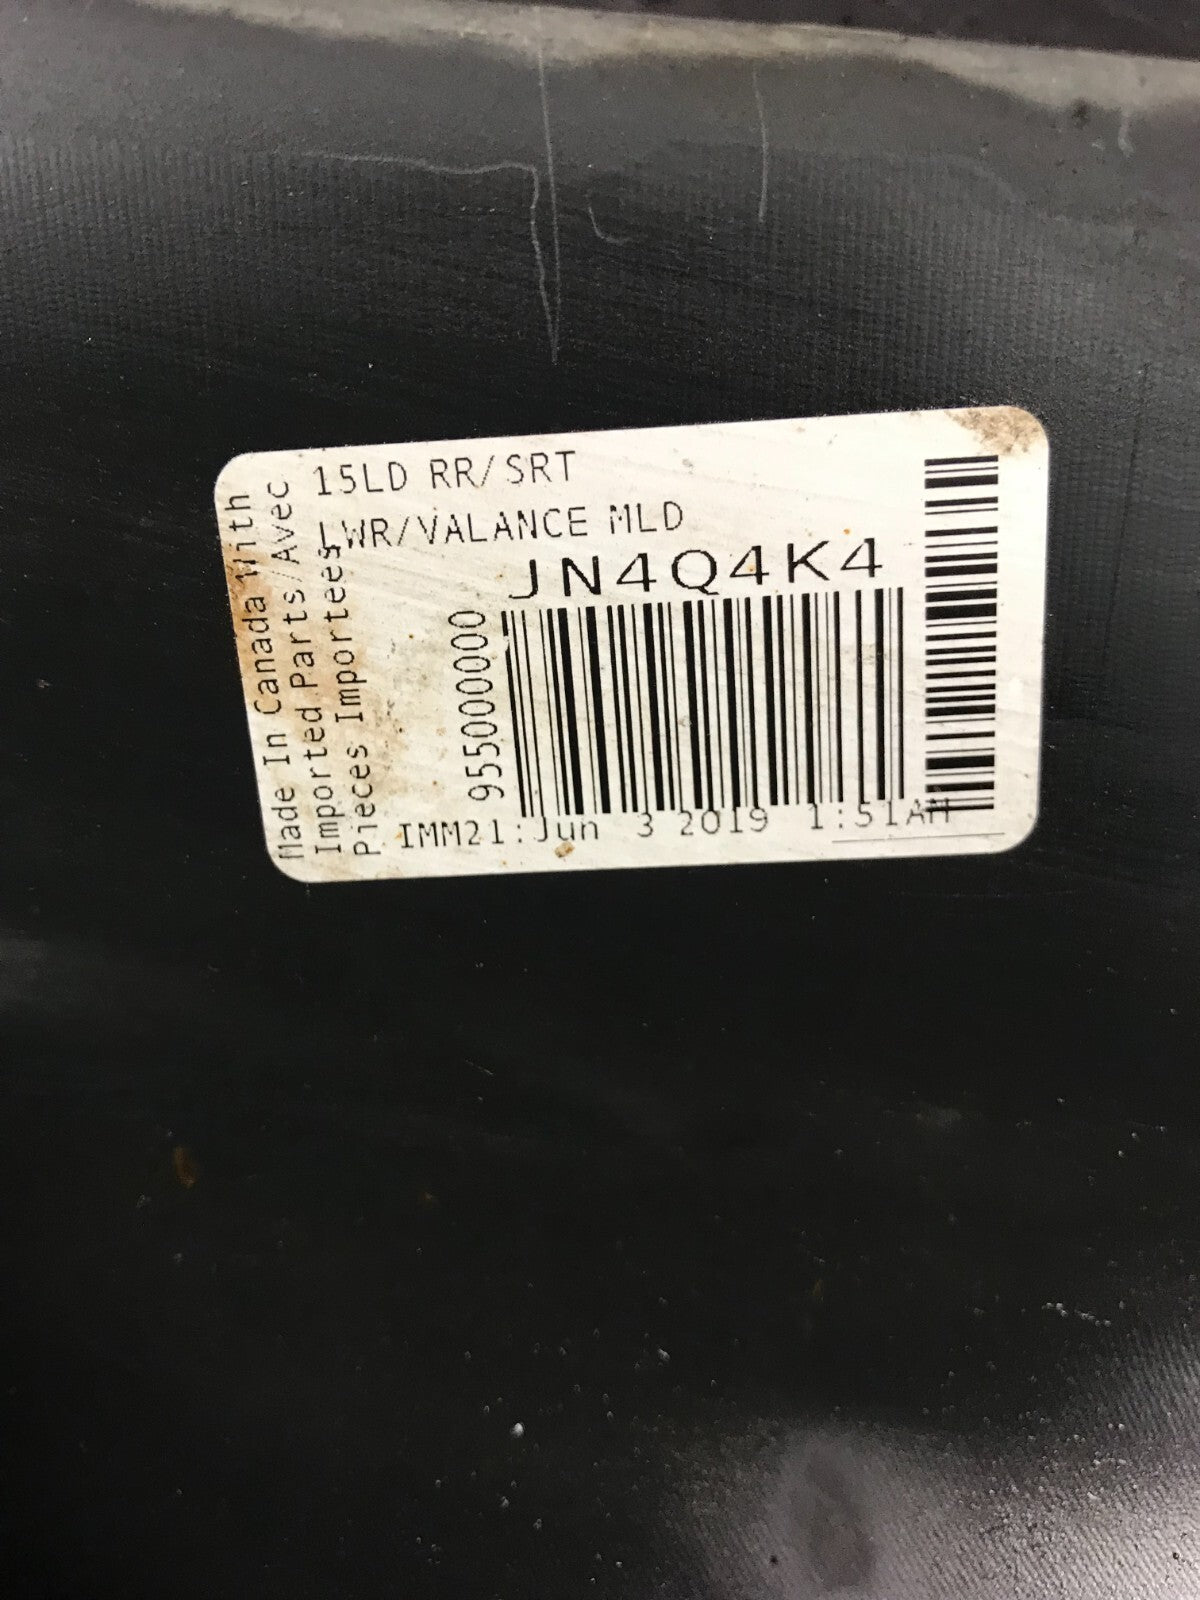 15LD RR/SRT
LWR/VALANCE MLD
JN4Q4K4
Made In Canada With
Imported Parts/Avec
Pieces Importees
95500000
IMM21:Jun 3 2019 1:51AM